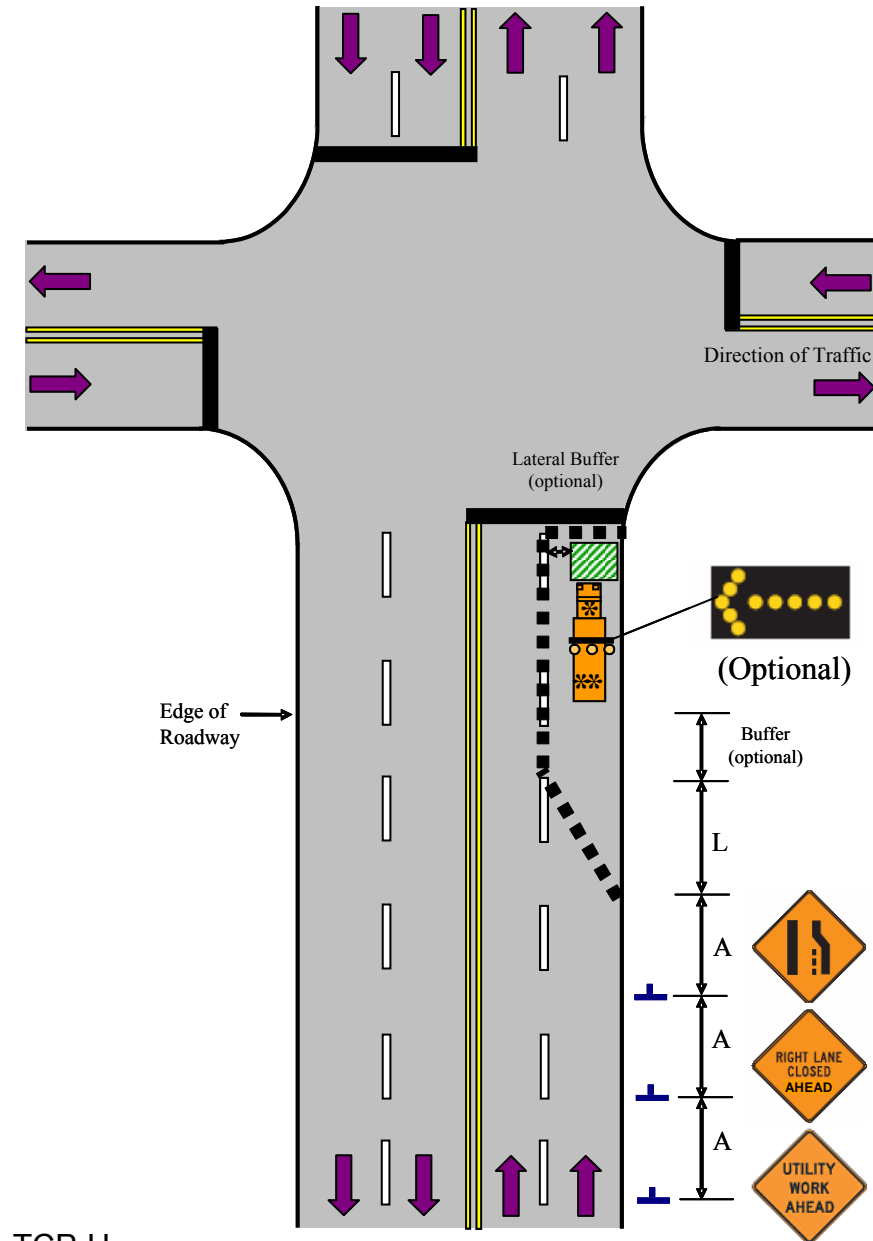 Direction of Traffic
Lateral Buffer
(optional)
(Optional)
Edge of
Roadway
Buffer
(optional)
L
A
A
RIGHT LANE
CLOSED
AHEAD
A
UTILITY
WORK
AHEAD